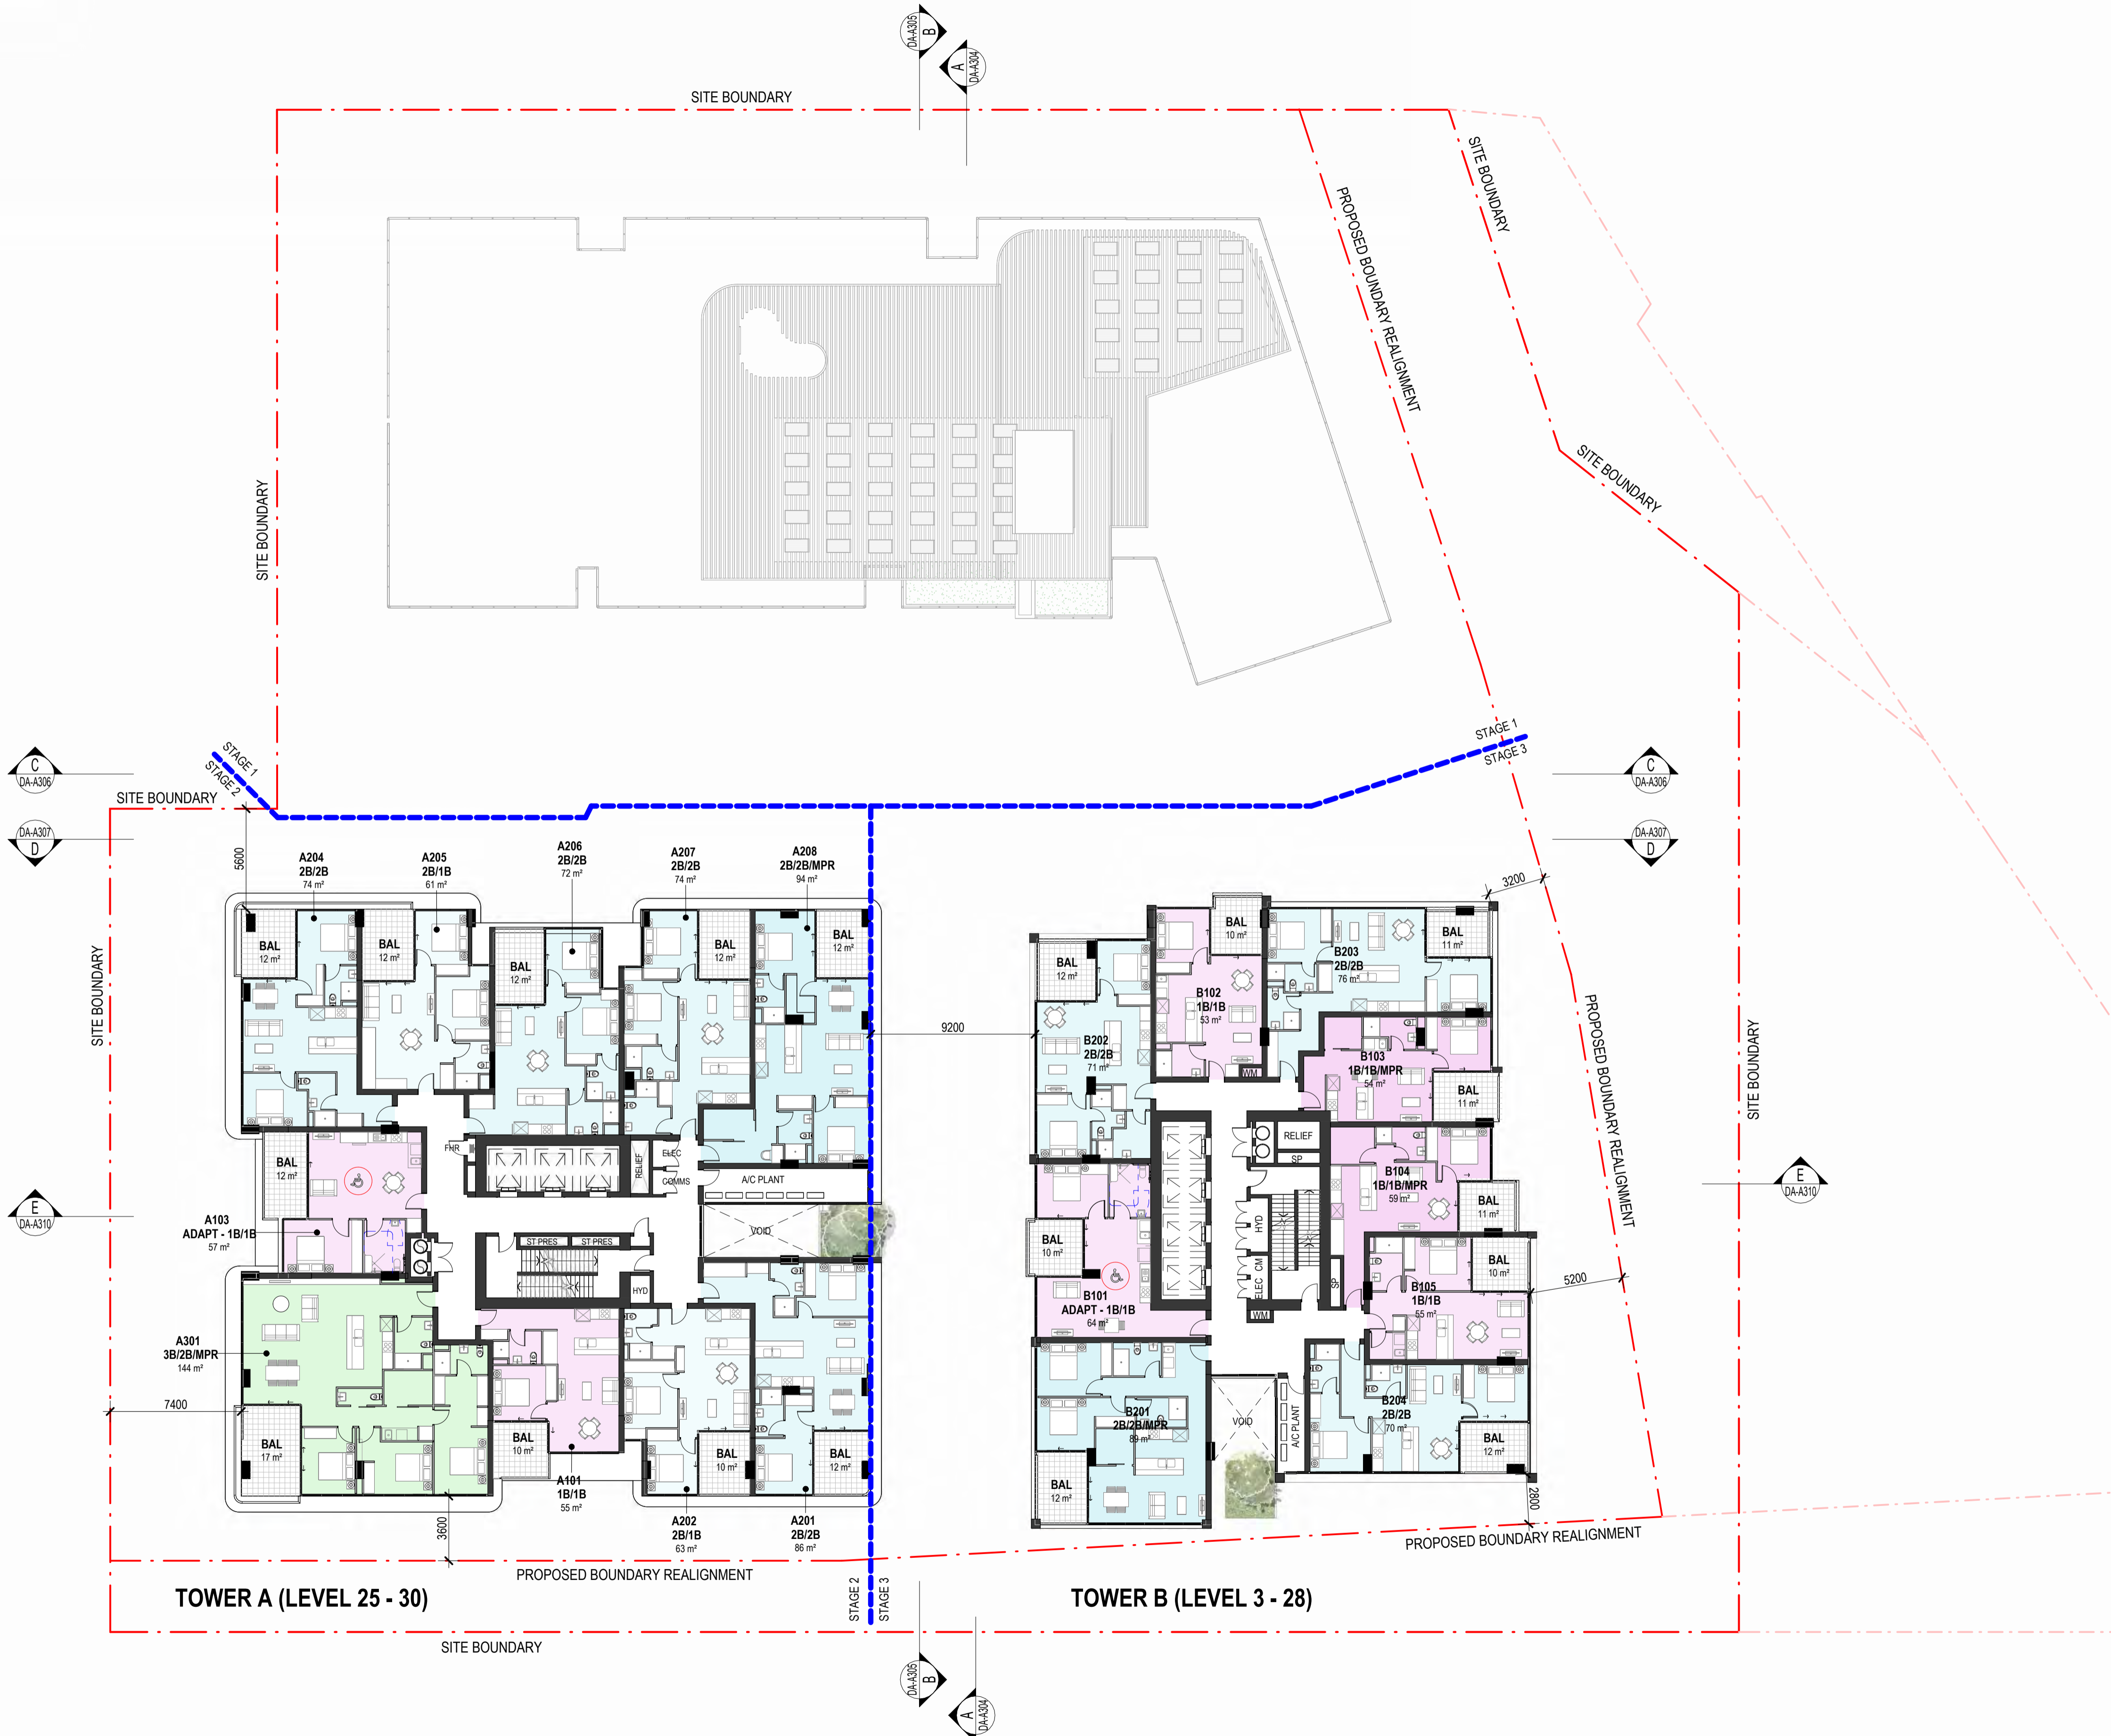 DA-A305
B
A
DA-A304
SITE BOUNDARY
SITE BOUNDARY
PROPOSED BOUNDARY REALIGNMENT
SITE BOUNDARY
SITE BOUNDARY
STAGE 1
STAGE 2
STAGE 1
STAGE 3
C
DA-A306
C
DA-A306
SITE BOUNDARY
DA-A307
D
DA-A307
D
5600
3200
A204
2B/2B
74 m²
A205
2B/1B
61 m²
A206
2B/2B
72 m²
A207
2B/2B
74 m²
A208
2B/2B/MPR
94 m²
BAL
12 m²
BAL
12 m²
BAL
12 m²
BAL
12 m²
BAL
12 m²
SITE BOUNDARY
9200
BAL
12 m²
BAL
10 m²
B203
2B/2B
76 m²
BAL
11 m²
B102
1B/1B
53 m²
B202
2B/2B
71 m²
WM
B103
1B/1B/MPR
54 m²
BAL
11 m²
PROPOSED BOUNDARY REALIGNMENT
SITE BOUNDARY
FHR
RELIEF
ELEC
COMMS
A/C PLANT
VOID
BAL
12 m²
A103
ADAPT - 1B/1B
57 m²
E
DA-A310
ST PRES
ST PRES
HYD
RELIEF
SP
B104
1B/1B/MPR
59 m²
BAL
11 m²
E
DA-A310
HYD
BAL
10 m²
B101
ADAPT - 1B/1B
64 m²
ELEC
CM
SP
WM
B105
1B/1B
55 m²
BAL
10 m²
5200
A301
3B/2B/MPR
144 m²
7400
BAL
17 m²
BAL
10 m²
A101
1B/1B
55 m²
BAL
10 m²
BAL
12 m²
A202
2B/1B
63 m²
A201
2B/2B
86 m²
3600
B201
2B/2B/MPR
89 m²
BAL
12 m²
VOID
A/C PLANT
B204
2B/2B
70 m²
BAL
12 m²
2800
PROPOSED BOUNDARY REALIGNMENT
PROPOSED BOUNDARY REALIGNMENT
TOWER A (LEVEL 25 - 30)
STAGE 2
STAGE 3
TOWER B (LEVEL 3 - 28)
SITE BOUNDARY
DA-A305
B
A
DA-A304